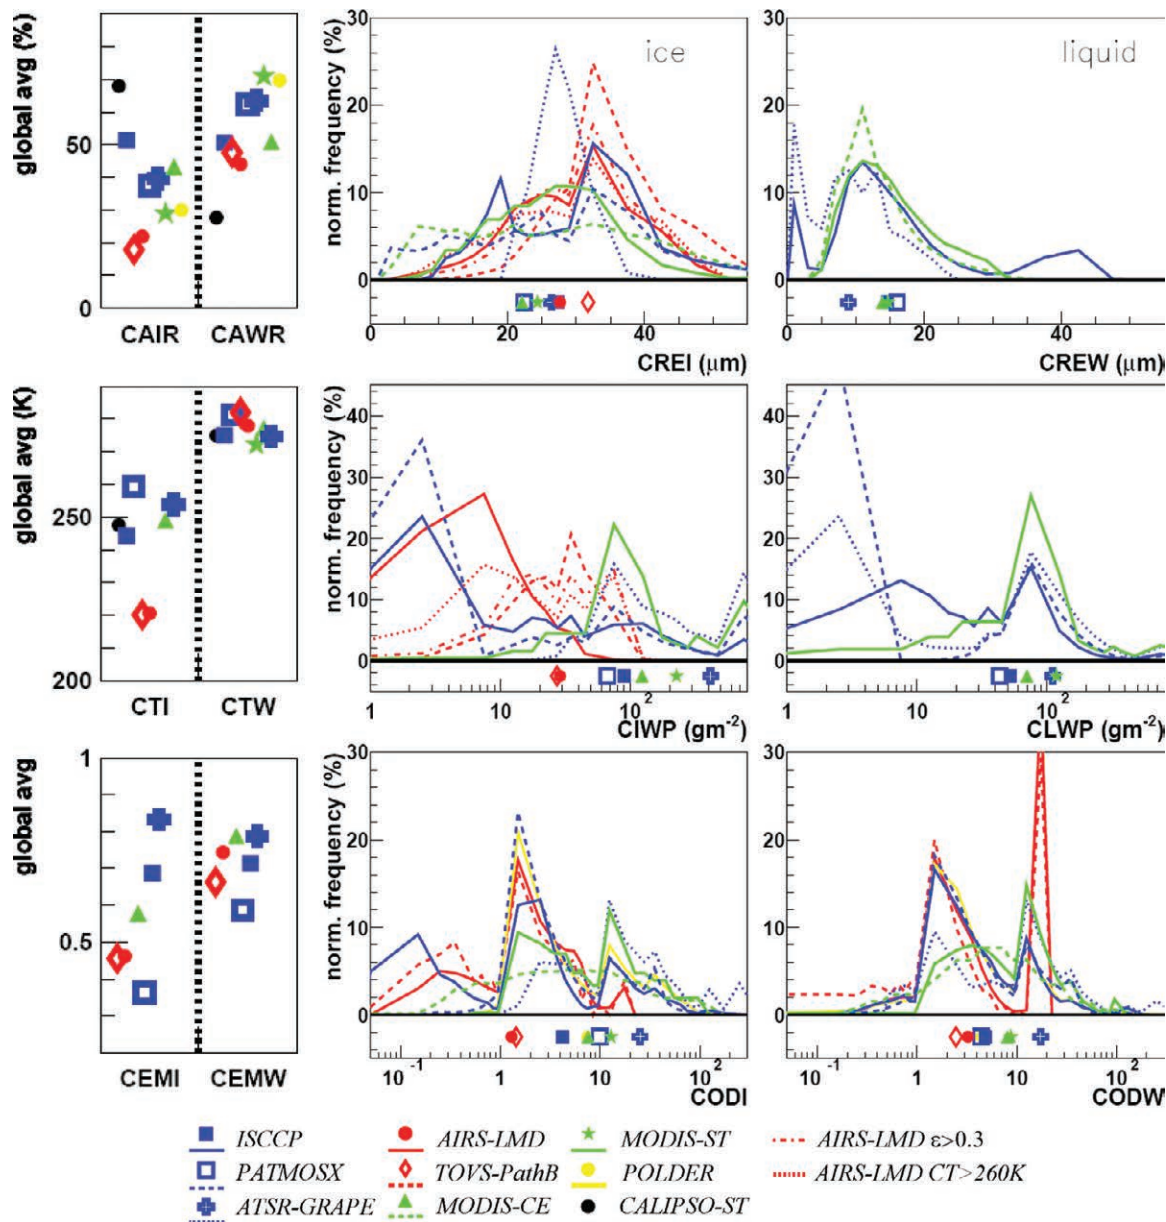 global avg (%)
50
0
CAIR CAWR
norm. frequency (%)
30
20
10
0
ice
0 20 40
CREI (μm)
30
20
10
0
liquid
0 20 40
CREW (μm)
global avg (K)
250
200
CTI CTW
norm. frequency (%)
40
30
20
10
0
1 10 10²
CIWP (gm⁻²)
40
30
20
10
0
1 10 10²
CLWP (gm⁻²)
global avg
1
0.5
CEMI CEMW
norm. frequency (%)
30
20
10
0
10⁻¹ 1 10 10²
CODI
30
20
10
0
10⁻¹ 1 10 10²
CODW
ISCCP AIRS-LMD MODIS-ST AIRS-LMD ε>0.3
PATMOSX TOVS-PathB POLDER AIRS-LMD CT>260K
ATSR-GRAPE MODIS-CE CALIPSO-ST